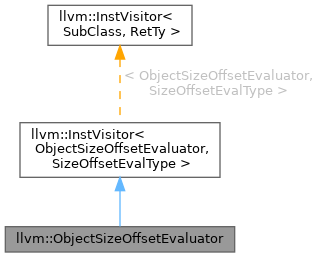 llvm::InstVisitor<
SubClass, RetTy >
< ObjectSizeOffsetEvaluator,
SizeOffsetEvalType >
llvm::InstVisitor<
ObjectSizeOffsetEvaluator,
SizeOffsetEvalType >
llvm::ObjectSizeOffsetEvaluator